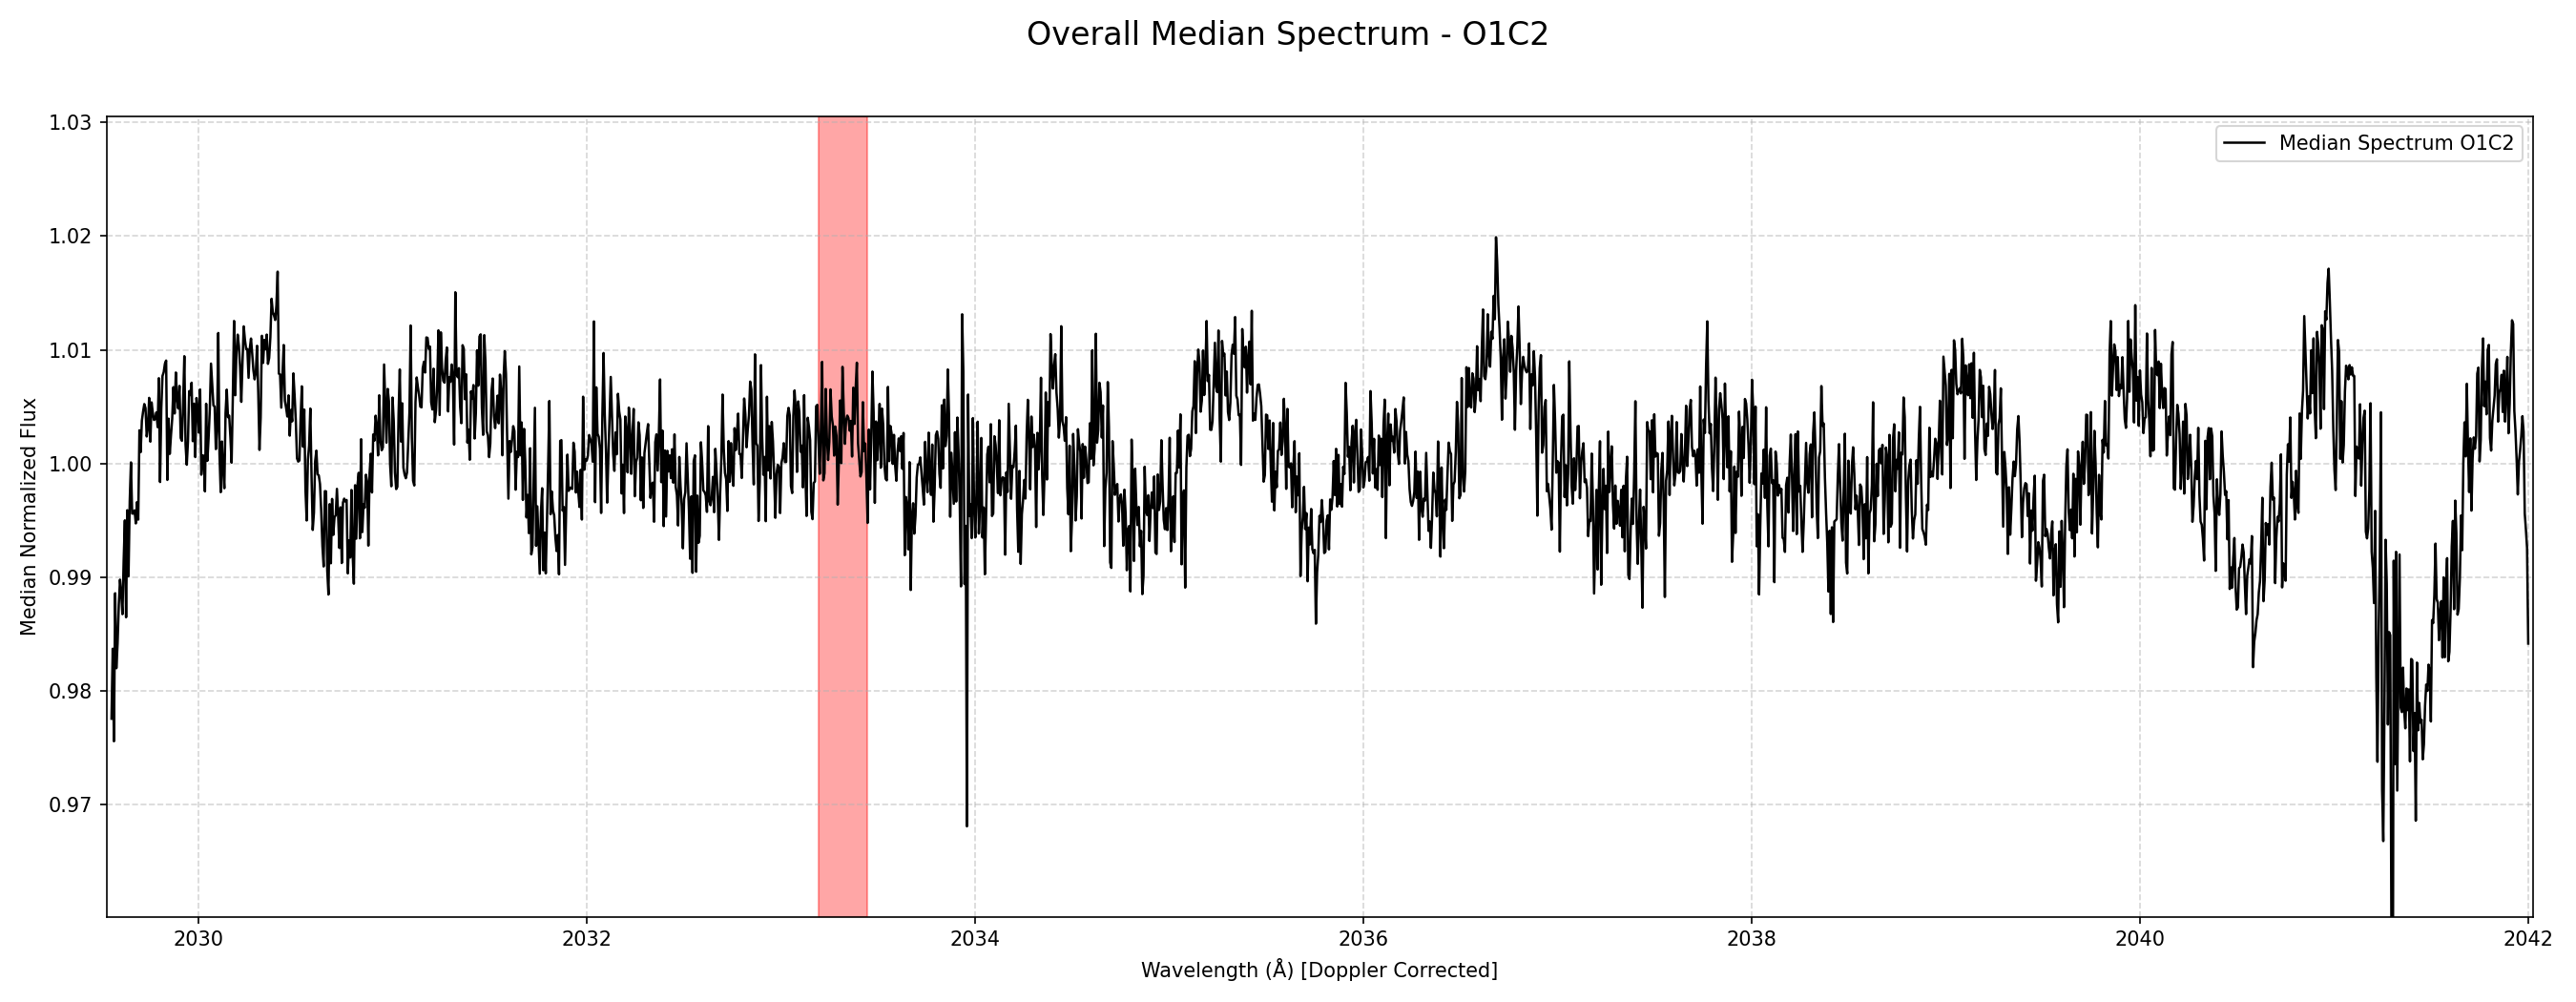 Overall Median Spectrum - O1C2
Median Spectrum O1C2
Median Normalized Flux
1.03
1.02
1.01
1.00
0.99
0.98
0.97
2030 2032 2034 2036 2038 2040 2042
Wavelength (Å) [Doppler Corrected]